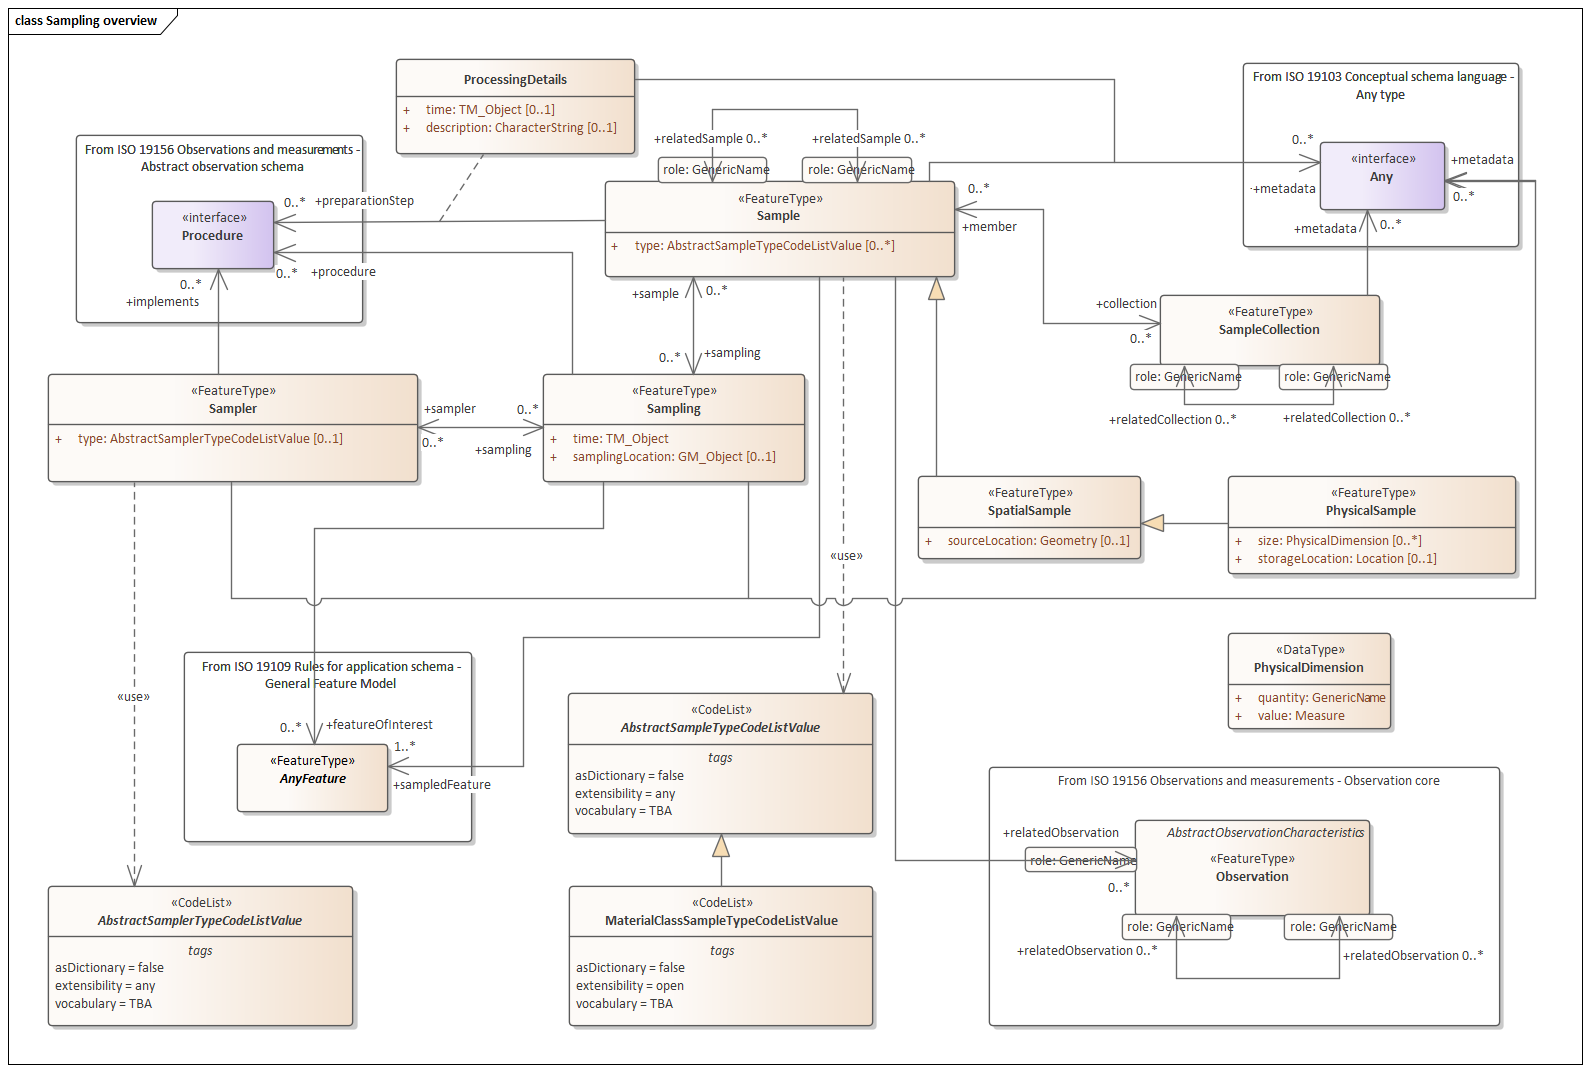 class Sampling overview
ProcessingDetails
+ time: TM_Object [0..1]
+ description: CharacterString [0..1]
From ISO 19103 Conceptual schema language -
Any type
0..*
«interface»
Any
+metadata
+metadata
0..*
+metadata
0..*
From ISO 19156 Observations and measurements -
Abstract observation schema
«interface»
Procedure
0..*
+preparationStep
0..*
+procedure
0..*
+implements
+relatedSample 0..*
+relatedSample 0..*
role: GenericName
role: GenericName
«FeatureType»
Sample
+ type: AbstractSampleTypeCodeListValue [0..*]
0..*
+member
+collection
0..*
«FeatureType»
SampleCollection
role: GenericName
role: GenericName
+relatedCollection 0..*
+relatedCollection 0..*
+sample
0..*
0..*
+sampling
«FeatureType»
Sampler
+ type: AbstractSamplerTypeCodeListValue [0..1]
+sampler
0..*
0..*
+sampling
«FeatureType»
Sampling
+ time: TM_Object
+ samplingLocation: GM_Object [0..1]
«FeatureType»
SpatialSample
+ sourceLocation: Geometry [0..1]
«FeatureType»
PhysicalSample
+ size: PhysicalDimension [0..*]
+ storageLocation: Location [0..1]
«use»
«use»
From ISO 19109 Rules for application schema -
General Feature Model
0..*
+featureOfInterest
«FeatureType»
AnyFeature
1..*
+sampledFeature
«DataType»
PhysicalDimension
+ quantity: GenericName
+ value: Measure
«CodeList»
AbstractSampleTypeCodeListValue
tags
asDictionary = false
extensibility = any
vocabulary = TBA
«CodeList»
AbstractSamplerTypeCodeListValue
tags
asDictionary = false
extensibility = any
vocabulary = TBA
«CodeList»
MaterialClassSampleTypeCodeListValue
tags
asDictionary = false
extensibility = open
vocabulary = TBA
From ISO 19156 Observations and measurements - Observation core
+relatedObservation
role: GenericName
0..*
AbstractObservationCharacteristics
«FeatureType»
Observation
role: GenericName
role: GenericName
+relatedObservation 0..*
+relatedObservation 0..*